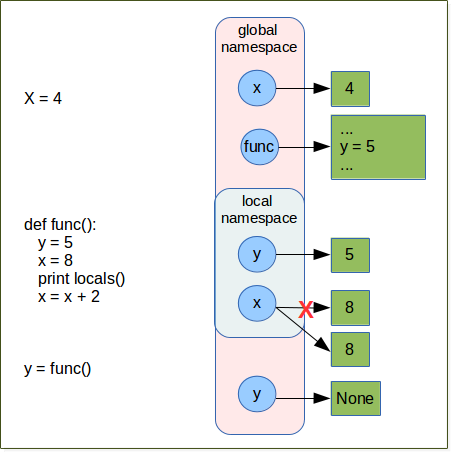 global
namespace
X = 4
x
4
func
...
y = 5
...
local
namespace
def func():
y = 5
x = 8
print locals()
x = x + 2
y
5
x
X
8
8
y = func()
y
None